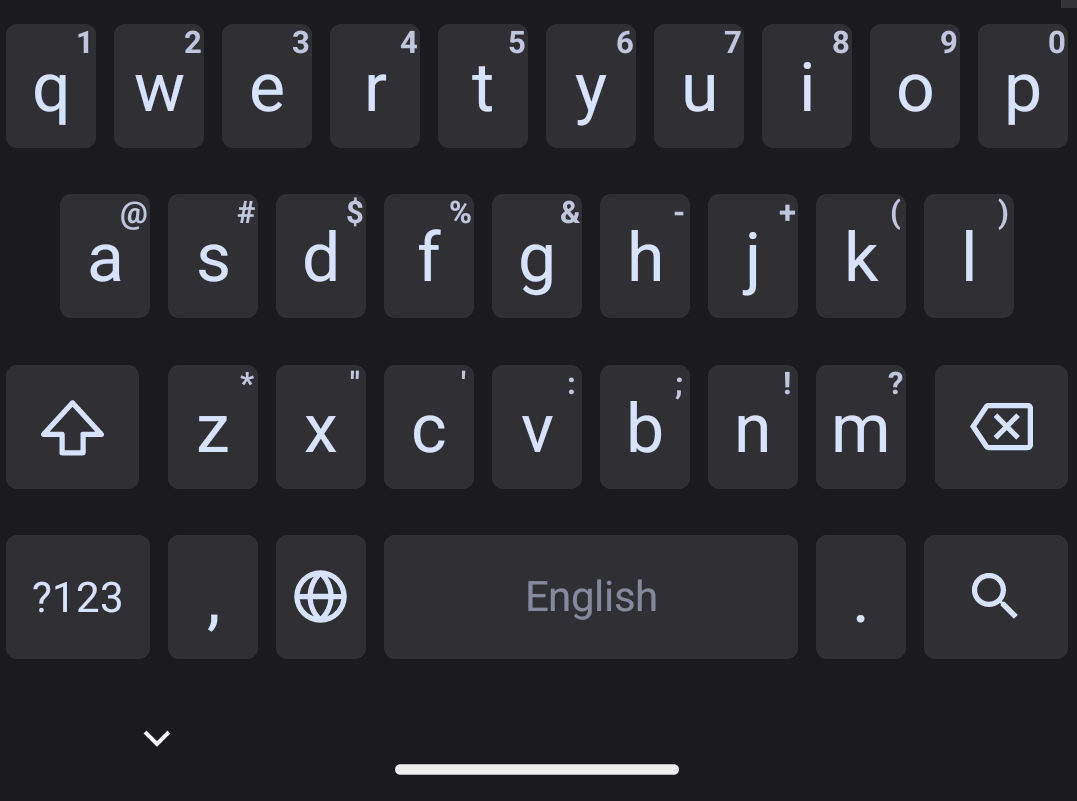 1 2 3 4 5 6 7 8 9 0
q w e r t y u i o p
@ # $ % & - + ( )
a s d f g h j k l
* " ' : ; ! ?
z x c v b n m
?123 , English .